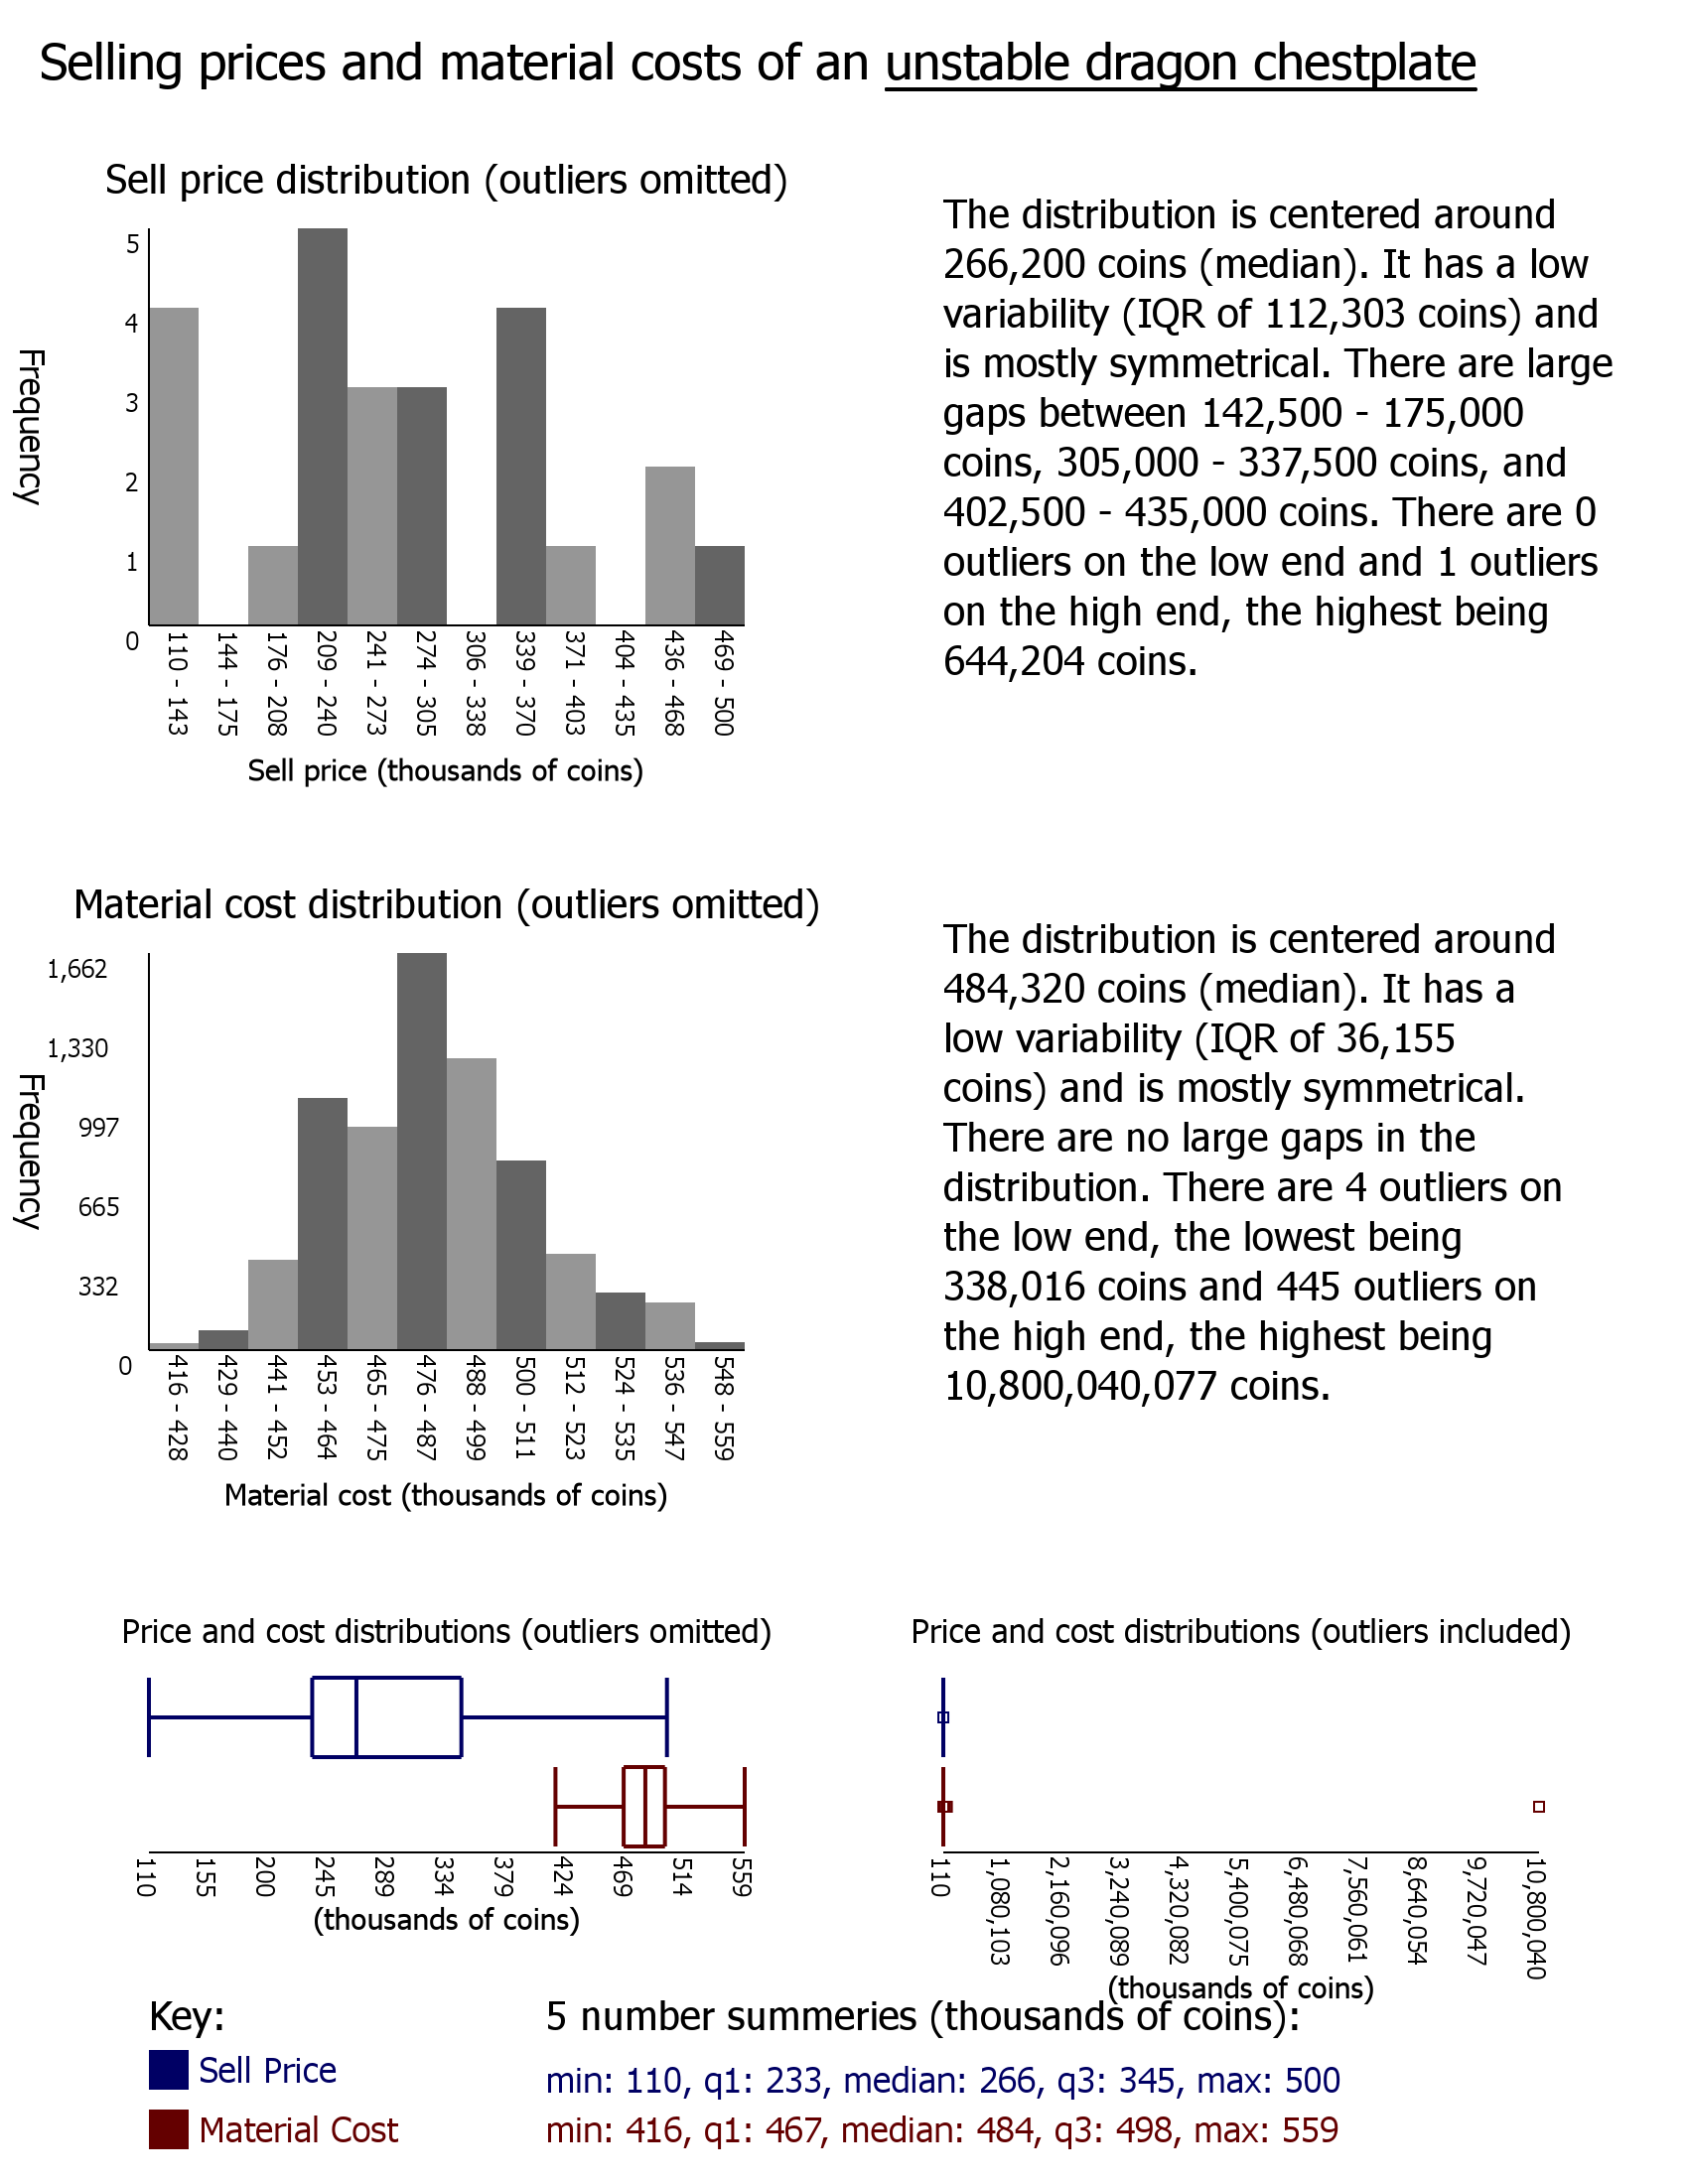 Selling prices and material costs of an unstable dragon chestplate
Sell price distribution (outliers omitted)
5
4
3
2
1
0
Frequency
110 - 143
144 - 175
176 - 208
209 - 240
241 - 273
274 - 305
306 - 338
339 - 370
371 - 403
404 - 435
436 - 468
469 - 500
Sell price (thousands of coins)
The distribution is centered around
266,200 coins (median). It has a low
variability (IQR of 112,303 coins) and
is mostly symmetrical. There are large
gaps between 142,500 - 175,000
coins, 305,000 - 337,500 coins, and
402,500 - 435,000 coins. There are 0
outliers on the low end and 1 outliers
on the high end, the highest being
644,204 coins.
Material cost distribution (outliers omitted)
1,662
1,330
997
665
332
0
Frequency
416 - 428
429 - 440
441 - 452
453 - 464
465 - 475
476 - 487
488 - 499
500 - 511
512 - 523
524 - 535
536 - 547
548 - 559
Material cost (thousands of coins)
The distribution is centered around
484,320 coins (median). It has a
low variability (IQR of 36,155
coins) and is mostly symmetrical.
There are no large gaps in the
distribution. There are 4 outliers on
the low end, the lowest being
338,016 coins and 445 outliers on
the high end, the highest being
10,800,040,077 coins.
Price and cost distributions (outliers omitted)
110
155
200
245
289
334
379
424
469
514
559
(thousands of coins)
Price and cost distributions (outliers included)
110
1,080,103
2,160,096
3,240,089
4,320,082
5,400,075
6,480,068
7,560,061
8,640,054
9,720,047
10,800,040
(thousands of coins)
Key:
Sell Price
Material Cost
5 number summeries (thousands of coins):
min: 110, q1: 233, median: 266, q3: 345, max: 500
min: 416, q1: 467, median: 484, q3: 498, max: 559